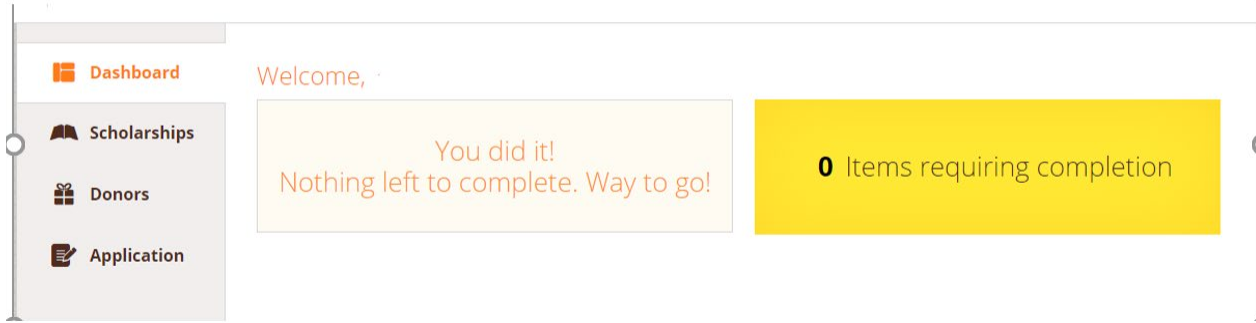 Dashboard
Scholarships
Donors
Application
Welcome,
You did it!
Nothing left to complete. Way to go!
0 Items requiring completion